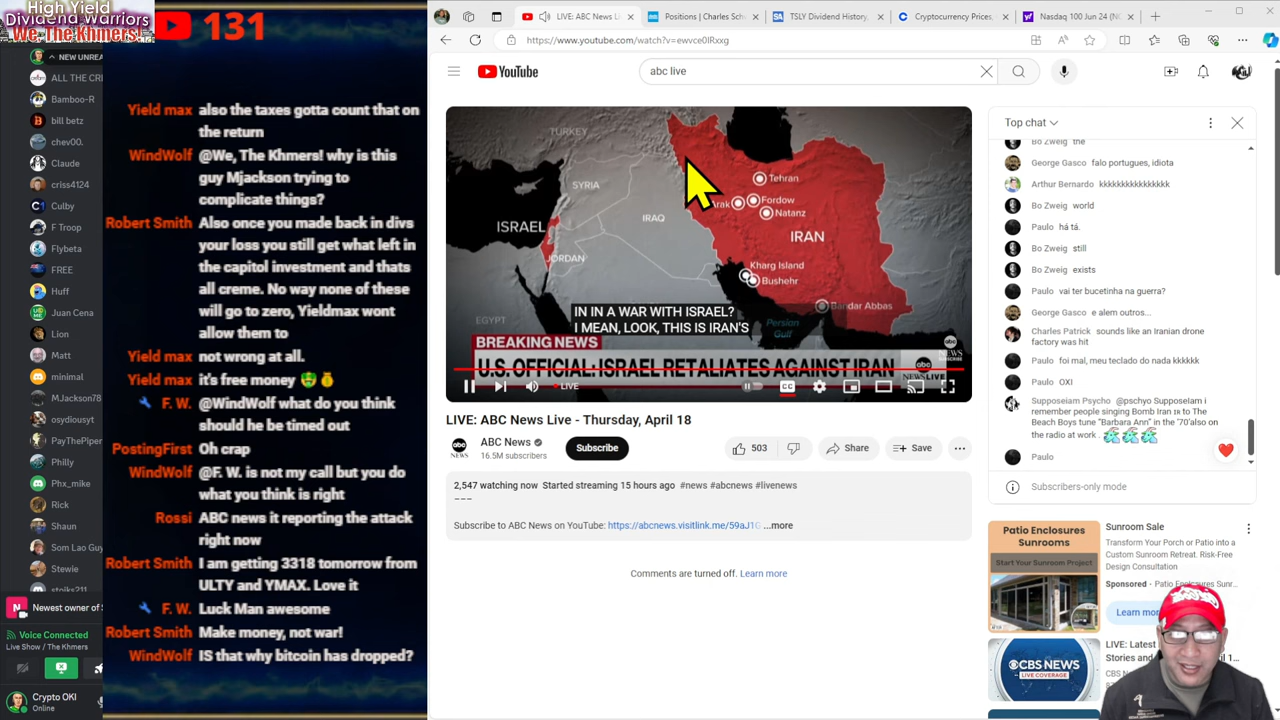 High Yield
Dividend Warriors
We, The Khmers!
131
NEW UNREA
ALL THE CRI
Bamboo-R
bill betz
chev00.
Claude
criss4124
Culby
F Troop
Flybeta
FREE
Huff
Juan Cena
Lion
Matt
minimal
MJackson78
osydiousyt
PayThePiper
Philly
Phx_mike
Rick
Shaun
Som Lao Guy
Stewie
stoiks211
Newest owner of S
Voice Connected
Live Show / The Khmers
Crypto OKI
Online
Yield max also the taxes gotta count that on
the return
WindWolf @We, The Khmers! why is this
guy Mjackson trying to
complicate things?
Robert Smith Also once you made back in divs
your loss you still get what left in
the capitol investment and thats
all creme. No way none of these
will go to zero, Yieldmax wont
allow them to
Yield max not wrong at all.
Yield max it's free money 🤑💰
F. W. @WindWolf what do you think
should he be timed out
PostingFirst Oh crap
WindWolf @F. W. is not my call but you do
what you think is right
Rossi ABC news it reporting the attack
right now
Robert Smith I am getting 3318 tomorrow from
ULTY and YMAX. Love it
F. W. Luck Man awesome
Robert Smith Make money, not war!
WindWolf IS that why bitcoin has dropped?
LIVE: ABC News L
Positions | Charles Sch
TSLY Dividend History,
Cryptocurrency Prices,
Nasdaq 100 Jun 24 (NC
https://www.youtube.com/watch?v=ewvce0IRxxg
YouTube
abc live
TURKEY
SYRIA
ISRAEL
IRAQ
JORDAN
EGYPT
Tehran
Arak
Fordow
Natanz
IRAN
Kharg Island
Bushehr
Bandar Abbas
Persian
Gulf
IN IN A WAR WITH ISRAEL?
I MEAN, LOOK, THIS IS IRAN'S
BREAKING NEWS
U.S. OFFICIAL: ISRAEL RETALIATES AGAINST IRAN
abc NEWS
SUBSCRIBE
abc
NEWS LIVE
LIVE
CC
LIVE: ABC News Live - Thursday, April 18
ABC News
16.5M subscribers
Subscribe
503
Share
Save
2,547 watching now Started streaming 15 hours ago #news #abcnews #livenews
---
Subscribe to ABC News on YouTube: https://abcnews.visitlink.me/59aJ1G ...more
Comments are turned off. Learn more
Top chat
Bo Zweig the
George Gasco falo portugues, idiota
Arthur Bernardo kkkkkkkkkkkkkkkk
Bo Zweig world
Paulo há tá.
Bo Zweig still
Bo Zweig exists
Paulo vai ter bucetinha na guerra?
George Gasco e alem outros...
Charles Patrick sounds like an Iranian drone
factory was hit
Paulo foi mal, meu teclado do nada kkkkkk
Paulo OXI
Supposeiam Psycho @pschyo Supposelam i
remember people singing Bomb Iran 🎶 to The
Beach Boys tune "Barbara Ann" in the '70'also on
the radio at work
Paulo
Subscribers-only mode
Patio Enclosures
Sunrooms
Start Your Sunroom Project
Sunroom Sale
Transform Your Porch or Patio into a
Custom Sunroom Retreat. Risk-Free
Design Consultation
Sponsored · Patio Enclosures Sunr...
Learn mor
CBS NEWS
LIVE COVERAGE
LIVE: Latest
Stories and
CBS N